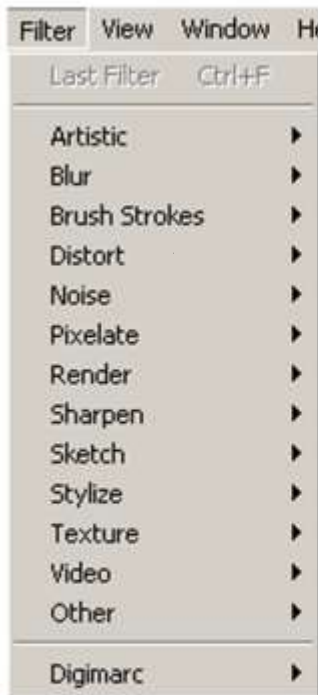 Filter View Window
Last Filter Ctrl+F
Artistic
Blur
Brush Strokes
Distort
Noise
Pixelate
Render
Sharpen
Sketch
Stylize
Texture
Video
Other
Digimarc